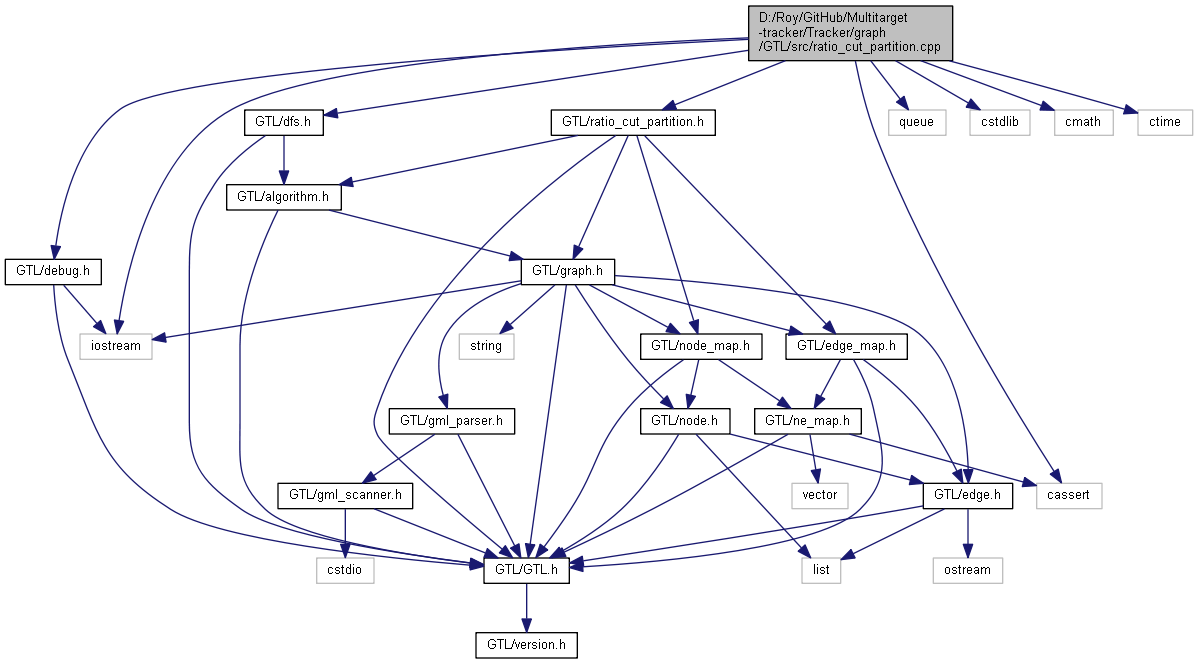 D:/Roy/GitHub/Multitarget
-tracker/Tracker/graph
/GTL/src/ratio_cut_partition.cpp
GTL/dfs.h
GTL/ratio_cut_partition.h
queue
cstdlib
cmath
ctime
GTL/algorithm.h
GTL/debug.h
GTL/graph.h
iostream
string
GTL/node_map.h
GTL/edge_map.h
GTL/gml_parser.h
GTL/node.h
GTL/ne_map.h
GTL/gml_scanner.h
vector
GTL/edge.h
cassert
cstdio
GTL/GTL.h
list
ostream
GTL/version.h